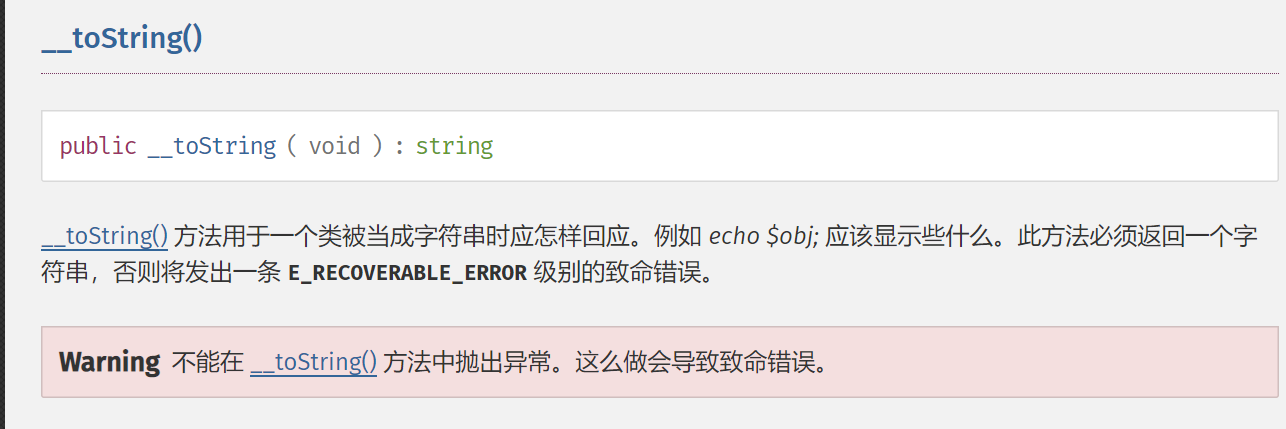 __toString()
public __toString ( void ) : string
__toString() 方法用于一个类被当成字符串时应怎样回应。例如 echo $obj; 应该显示些什么。此方法必须返回一个字
符串，否则将发出一条 E_RECOVERABLE_ERROR 级别的致命错误。
Warning 不能在 __toString() 方法中抛出异常。这么做会导致致命错误。